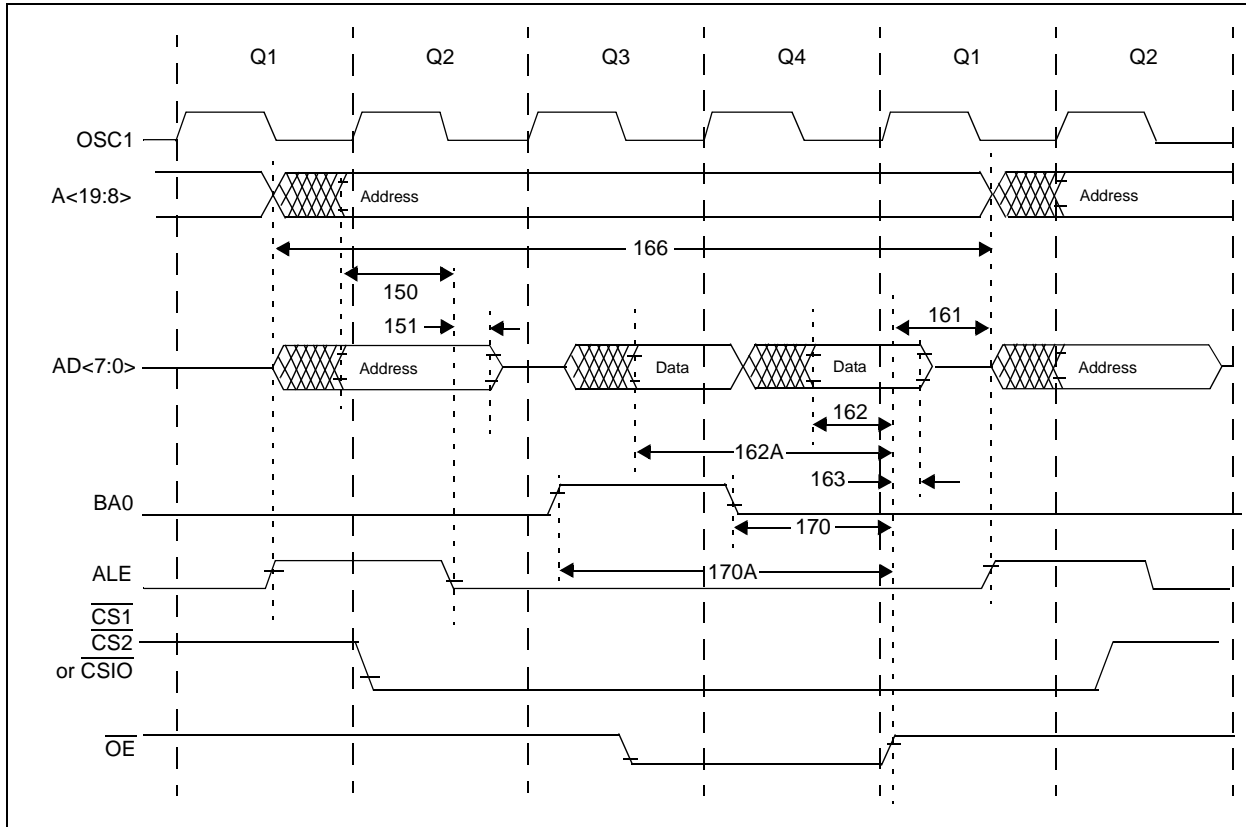 Q1 Q2 Q3 Q4 Q1 Q2
OSC1
A<19:8>
Address
Address
166
150
151
161
AD<7:0>
Address
Data
Data
Address
162
162A
163
BA0
170
ALE
170A
CS1
CS2
or CSIO
OE